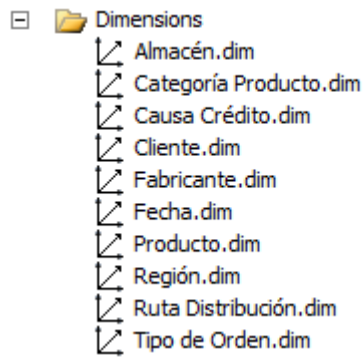 Dimensions
Almacén.dim
Categoría Producto.dim
Causa Crédito.dim
Cliente.dim
Fabricante.dim
Fecha.dim
Producto.dim
Región.dim
Ruta Distribución.dim
Tipo de Orden.dim